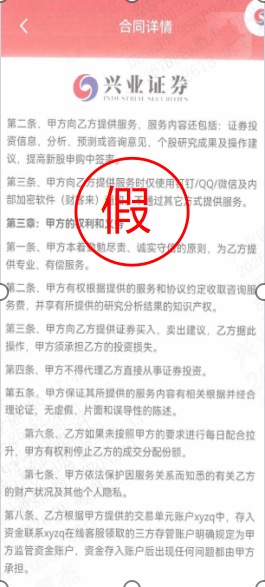 合同详情
兴业证券
INDUSTRIAL SECURITIES
第二条、甲方向乙方提供服务，服务内容还包括：证券投
资信息，分析、预测或咨询意见，个股研究成果及操作建
议，提高新股申购中签率。
第三条、甲方向乙方提供服务时仅使用钉钉/QQ/微信及内
部加密软件（财客来）通讯，不通过其它方式提供服务。
第三章：甲方的权利和义务
第一条、甲方本着勤勉尽责、诚实守信的原则，为乙方提
供专业、有偿服务。
第二条、甲方有权根据提供的服务和协议约定收取咨询服
务费，并享有所提供的研究分析结果的知识产权。
第三条、甲方向乙方提供证券买入、卖出建议，乙方据此
操作，甲方须承担乙方的投资损失。
第四条、甲方不得代理乙方直接从事证券投资。
第五条、甲方保证其所提供的服务内容有相关根据并经合
理论证，无虚假、片面和误导性的陈述。
第六条、乙方如果未按照甲方的要求进行每日配合拉
升，甲方有权利停止乙方的成交分配份额。
第七条、甲方依法保护因服务关系而知悉的有关乙方
的财产状况及其他个人隐私。
第八条、乙方根据甲方提供的交易单元账户xyzq中，存入
资金联系xyzq在线客服领取的三方存管账户明确规定为甲
方监管资金账户，资金存入账户后出现任何问题都由甲方
承担。
假